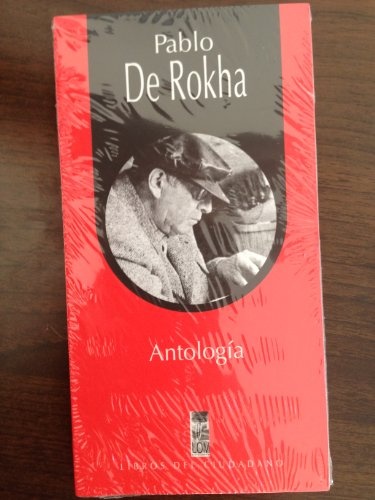 Pablo
De Rokha
Antología
LOM
LIBROS DEL CIUDADANO